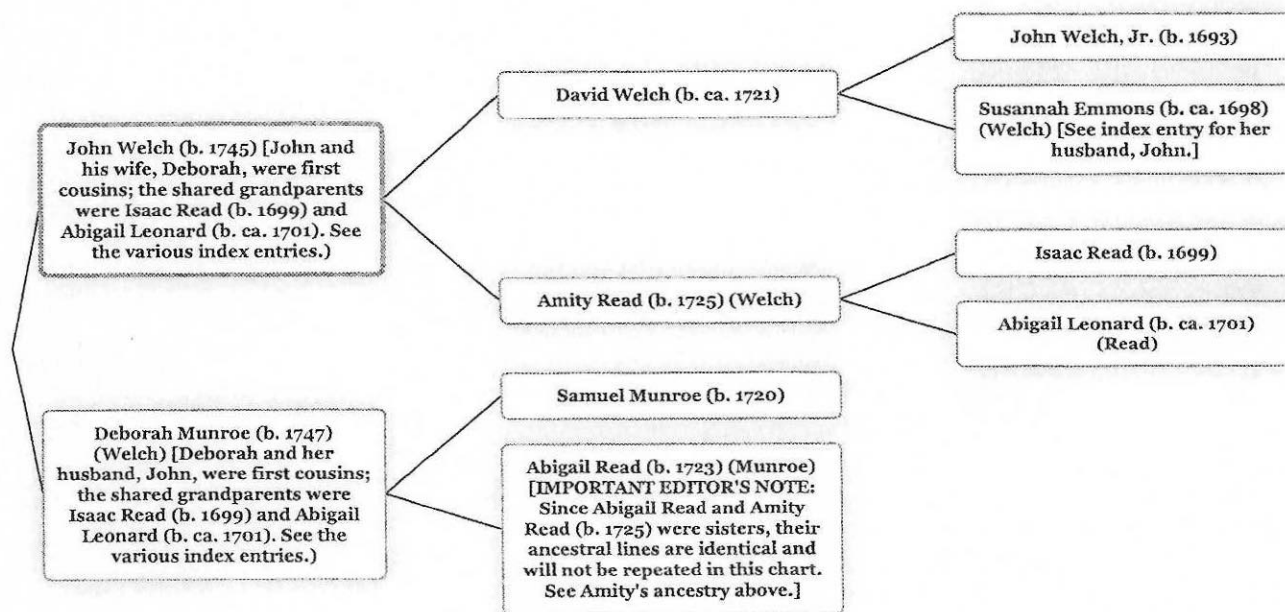 John Welch (b. 1745) [John and
his wife, Deborah, were first
cousins; the shared grandparents
were Isaac Read (b. 1699) and
Abigail Leonard (b. ca. 1701). See
the various index entries.)
David Welch (b. ca. 1721)
John Welch, Jr. (b. 1693)
Susannah Emmons (b. ca. 1698)
(Welch) [See index entry for her
husband, John.]
Amity Read (b. 1725) (Welch)
Isaac Read (b. 1699)
Abigail Leonard (b. ca. 1701)
(Read)
Deborah Munroe (b. 1747)
(Welch) [Deborah and her
husband, John, were first cousins;
the shared grandparents were
Isaac Read (b. 1699) and Abigail
Leonard (b. ca. 1701). See the
various index entries.)
Samuel Munroe (b. 1720)
Abigail Read (b. 1723) (Munroe)
[IMPORTANT EDITOR'S NOTE:
Since Abigail Read and Amity
Read (b. 1725) were sisters, their
ancestral lines are identical and
will not be repeated in this chart.
See Amity's ancestry above.]